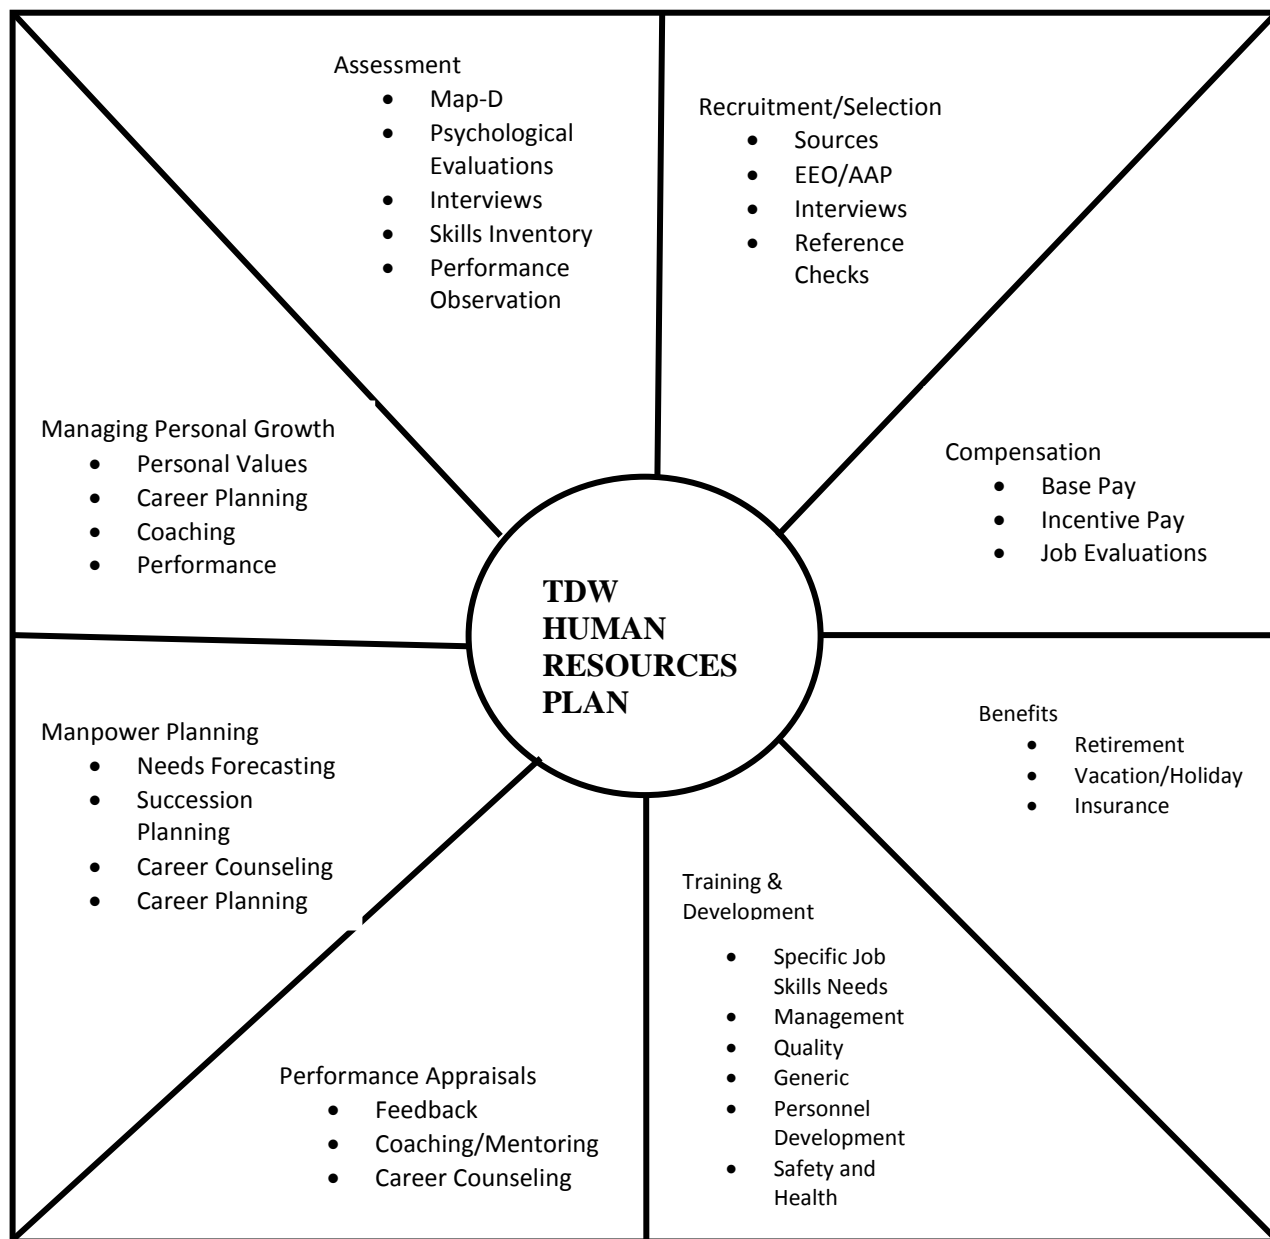 Assessment
• Map-D
• Psychological
Evaluations
• Interviews
• Skills Inventory
• Performance
Observation
Recruitment/Selection
• Sources
• EEO/AAP
• Interviews
• Reference
Checks
Managing Personal Growth
• Personal Values
• Career Planning
• Coaching
• Performance
Compensation
• Base Pay
• Incentive Pay
• Job Evaluations
TDW
HUMAN
RESOURCES
PLAN
Manpower Planning
• Needs Forecasting
• Succession
Planning
• Career Counseling
• Career Planning
Benefits
• Retirement
• Vacation/Holiday
• Insurance
Performance Appraisals
• Feedback
• Coaching/Mentoring
• Career Counseling
Training &
Development
• Specific Job
Skills Needs
• Management
• Quality
• Generic
• Personnel
Development
• Safety and
Health